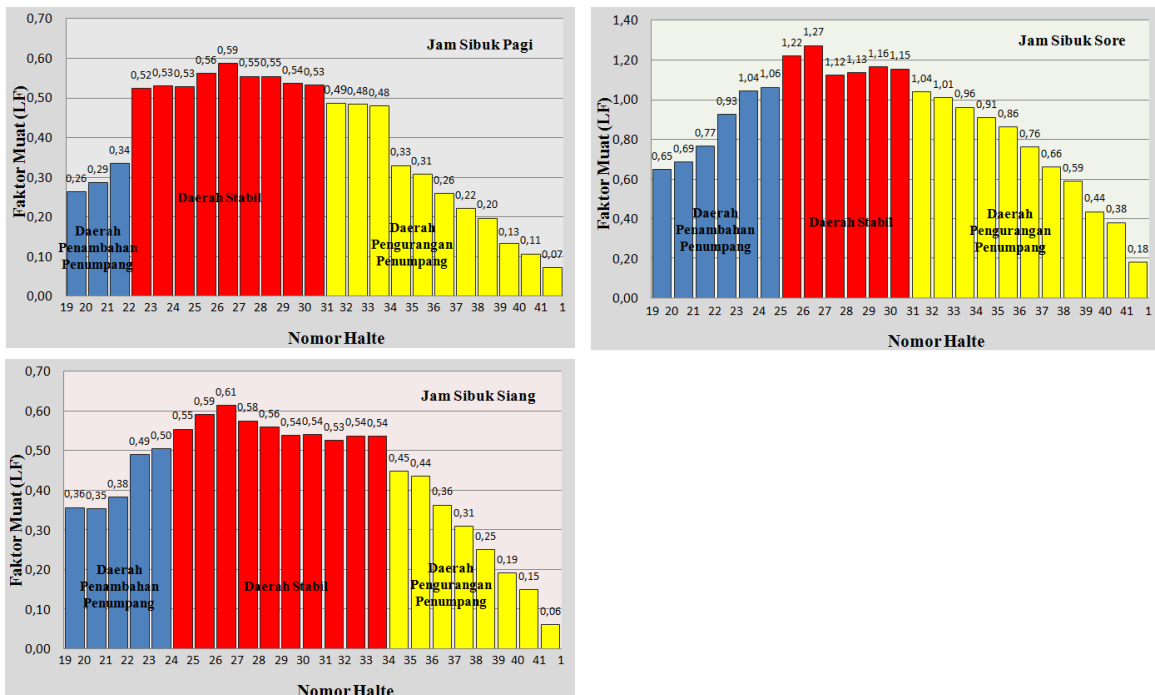 Jam Sibuk Pagi
Faktor Muat (LF)
0,70
0,60
0,50
0,40
0,30
0,20
0,10
0,00
0,26 0,29 0,34 0,52 0,53 0,53 0,56 0,59 0,55 0,55 0,54 0,53 0,49 0,48 0,48 0,33 0,31 0,26 0,22 0,20 0,13 0,11 0,07
Daerah
Penambahan
Penumpang
Daerah Stabil
Daerah
Pengurangan
Penumpang
19 20 21 22 23 24 25 26 27 28 29 30 31 32 33 34 35 36 37 38 39 40 41 1
Nomor Halte
Jam Sibuk Sore
Faktor Muat (LF)
1,40
1,20
1,00
0,80
0,60
0,40
0,20
0,00
0,65 0,69 0,77 0,93 1,04 1,06 1,22 1,27 1,12 1,13 1,16 1,15 1,04 1,01 0,96 0,91 0,86 0,76 0,66 0,59 0,44 0,38 0,18
Daerah
Penambahan
Penumpang
Daerah Stabil
Daerah
Pengurangan
Penumpang
19 20 21 22 23 24 25 26 27 28 29 30 31 32 33 34 35 36 37 38 39 40 41 1
Nomor Halte
Jam Sibuk Siang
Faktor Muat (LF)
0,70
0,60
0,50
0,40
0,30
0,20
0,10
0,00
0,36 0,35 0,38 0,49 0,50 0,55 0,59 0,61 0,58 0,56 0,54 0,54 0,53 0,54 0,54 0,45 0,44 0,36 0,31 0,25 0,19 0,15 0,06
Daerah
Penambahan
Penumpang
Daerah Stabil
Daerah
Pengurangan
Penumpang
19 20 21 22 23 24 25 26 27 28 29 30 31 32 33 34 35 36 37 38 39 40 41 1
Nomor Halte